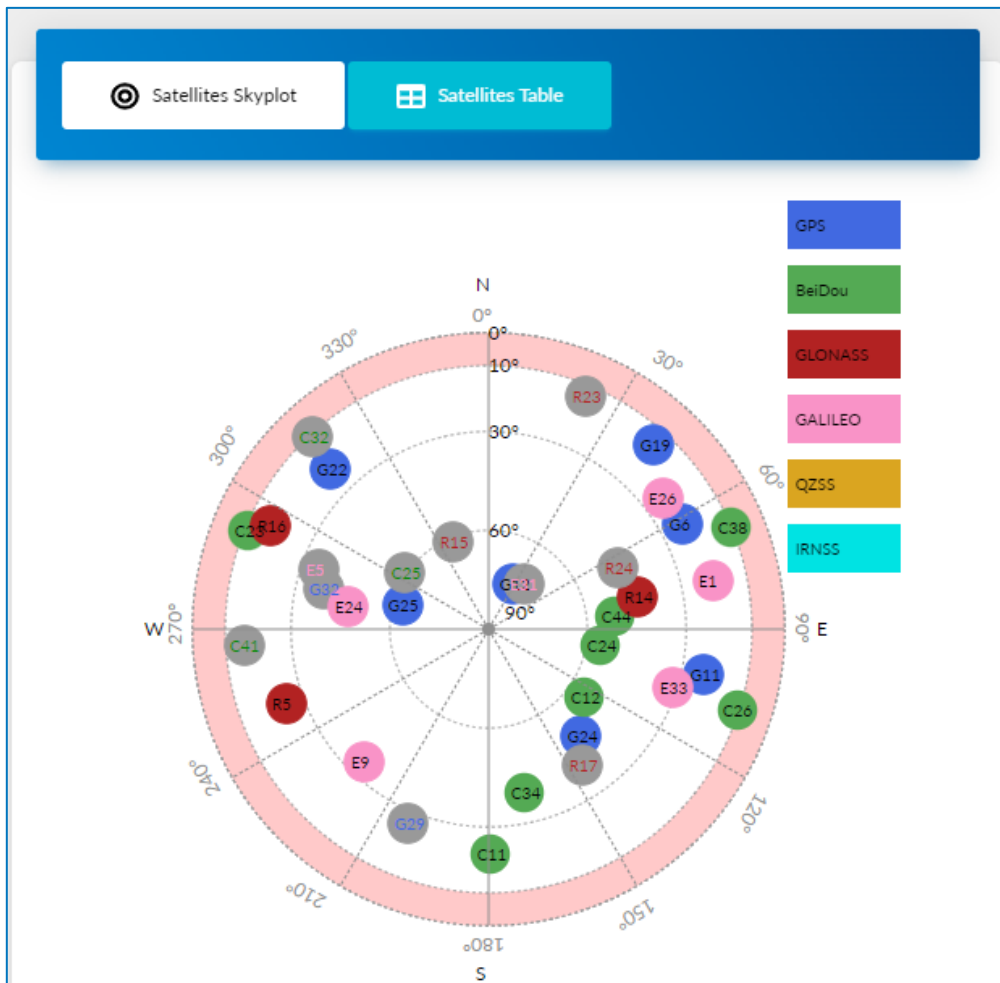 Satellites Skyplot
Satellites Table
GPS
BeiDou
GLONASS
GALILEO
QZSS
IRNSS
N
0°
0°
10°
30°
60°
90°
330°
30°
300°
60°
W
270°
90°
E
240°
120°
210°
150°
180°
S
R23
C32
G22
G19
E26
G6
C38
R16
R15
E5
C25
R24
E1
G32
E24
G25
R14
C44
C41
C24
R5
C12
E33
G11
C26
G24
E9
R17
C34
G29
C11